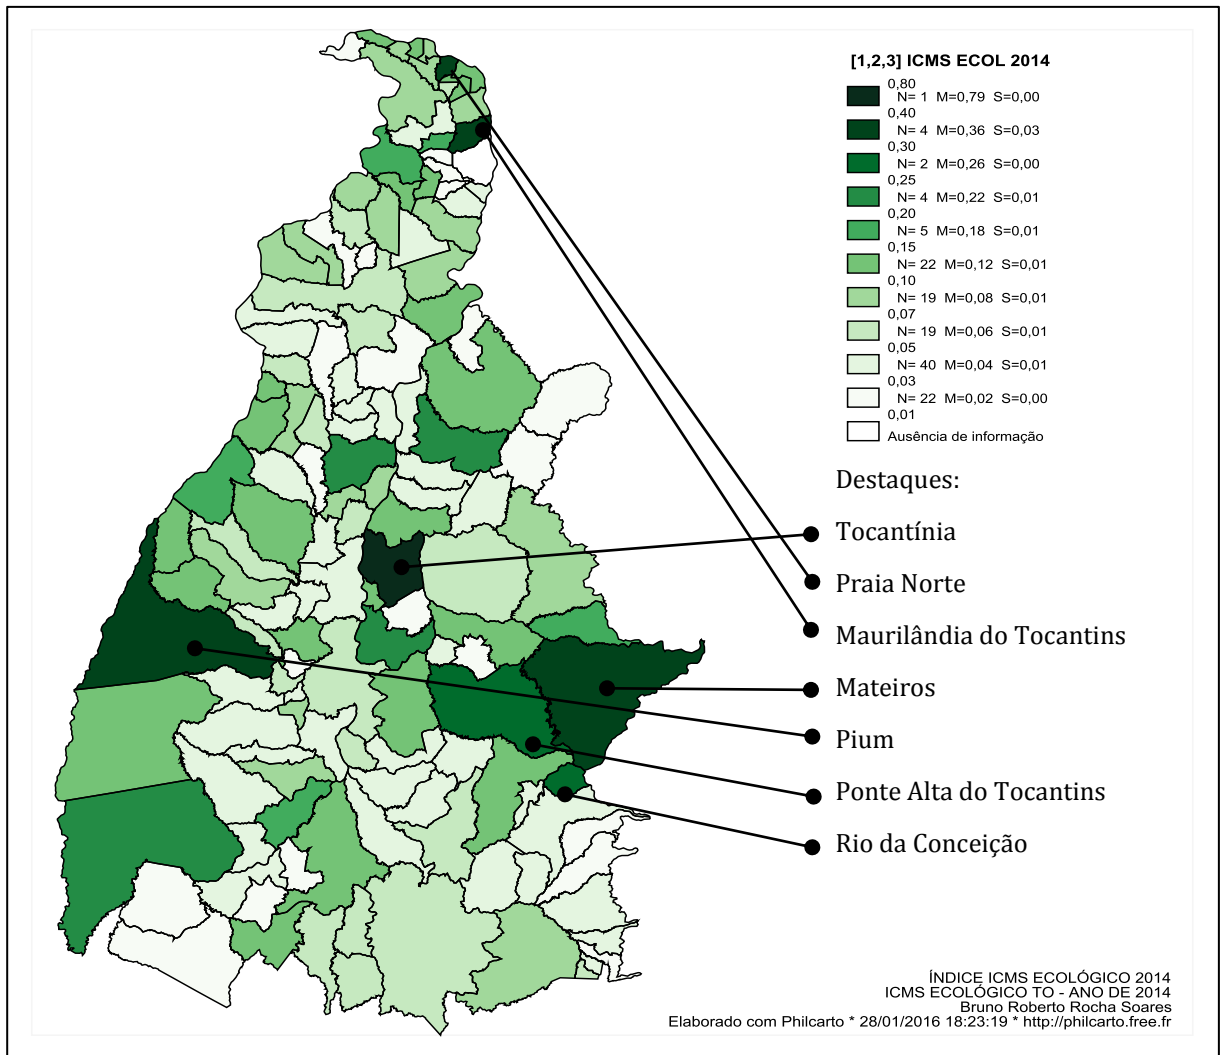 [1,2,3] ICMS ECOL 2014
0,80
N= 1 M=0,79 S=0,00
0,40
N= 4 M=0,36 S=0,03
0,30
N= 2 M=0,26 S=0,00
0,25
N= 4 M=0,22 S=0,01
0,20
N= 5 M=0,18 S=0,01
0,15
N= 22 M=0,12 S=0,01
0,10
N= 19 M=0,08 S=0,01
0,07
N= 19 M=0,06 S=0,01
0,05
N= 40 M=0,04 S=0,01
0,03
N= 22 M=0,02 S=0,00
0,01
Ausência de informação
Destaques:
Tocantínia
Praia Norte
Maurilândia do Tocantins
Mateiros
Pium
Ponte Alta do Tocantins
Rio da Conceição
ÍNDICE ICMS ECOLÓGICO 2014
ICMS ECOLÓGICO TO - ANO DE 2014
Bruno Roberto Rocha Soares
Elaborado com Philcarto * 28/01/2016 18:23:19 * http://philcarto.free.fr